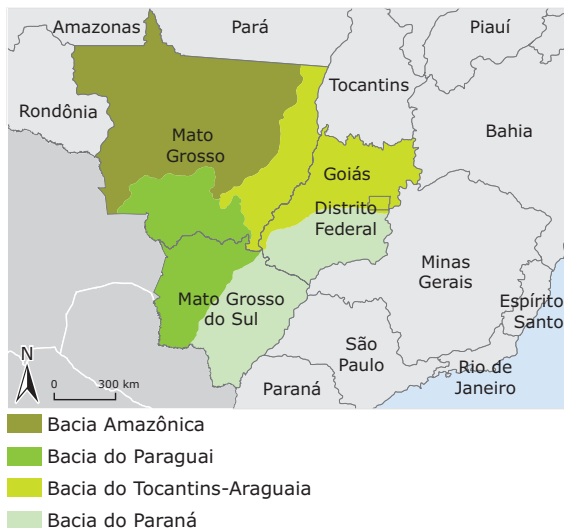 Amazonas
Pará
Piauí
Rondônia
Tocantins
Mato
Grosso
Bahia
Goiás
Distrito
Federal
Minas
Gerais
Mato Grosso
do Sul
Espírito
Santo
São
Paulo
Rio de
Janeiro
Paraná
N
0 300 km
Bacia Amazônica
Bacia do Paraguai
Bacia do Tocantins-Araguaia
Bacia do Paraná